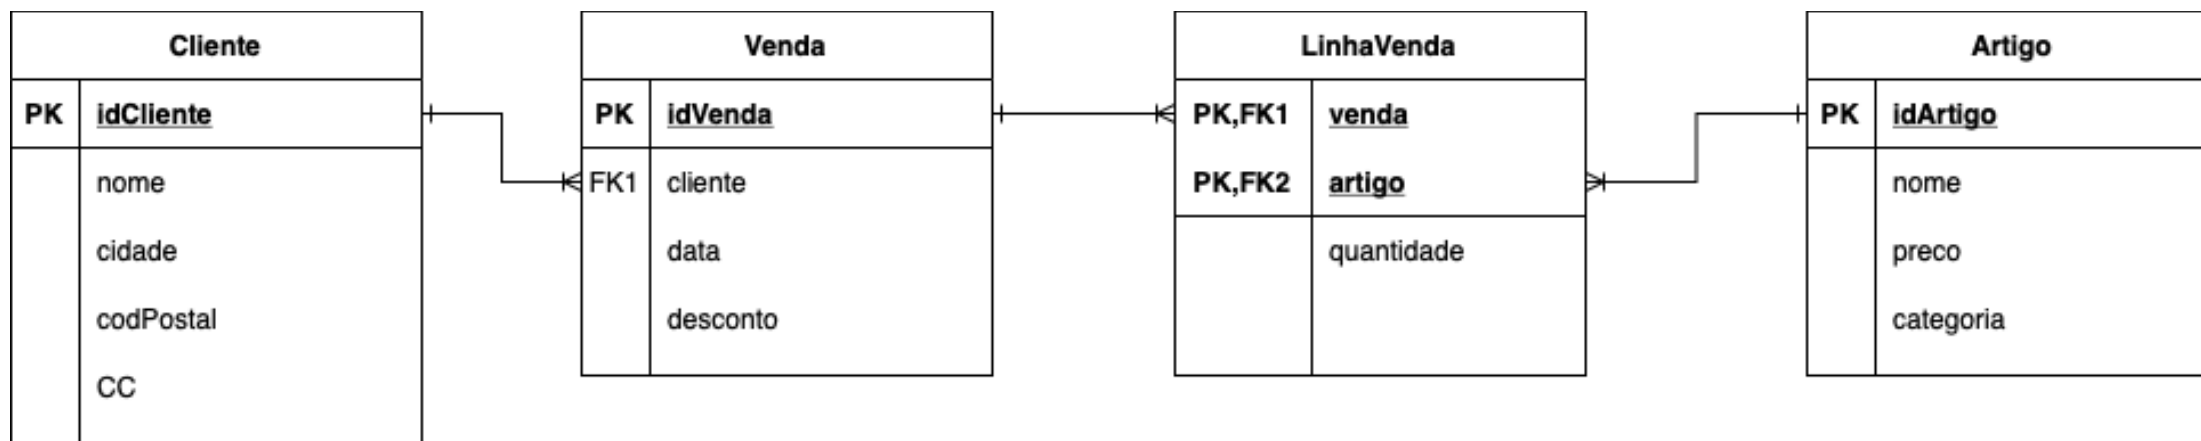 Cliente
PK idCliente
nome
cidade
codPostal
CC
Venda
PK idVenda
FK1 cliente
data
desconto
LinhaVenda
PK,FK1 venda
PK,FK2 artigo
quantidade
Artigo
PK idArtigo
nome
preco
categoria